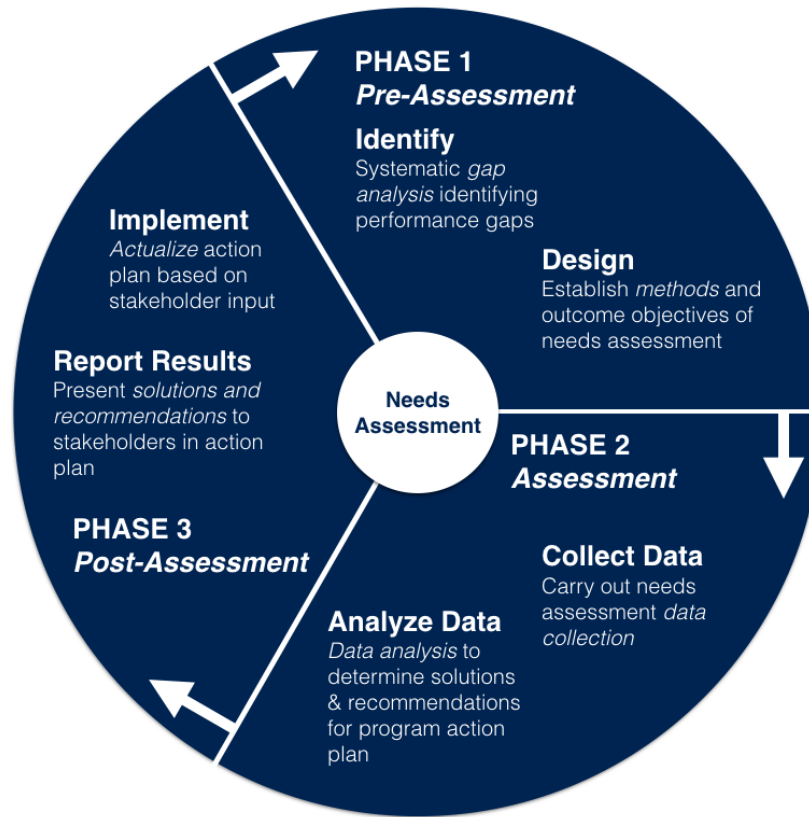 PHASE 1
Pre-Assessment
Identify
Systematic gap
analysis identifying
performance gaps
Design
Establish methods and
outcome objectives of
needs assessment
Needs
Assessment
PHASE 2
Assessment
Collect Data
Carry out needs
assessment data
collection
Analyze Data
Data analysis to
determine solutions
& recommendations
for program action
plan
PHASE 3
Post-Assessment
Report Results
Present solutions and
recommendations to
stakeholders in action
plan
Implement
Actualize action
plan based on
stakeholder input